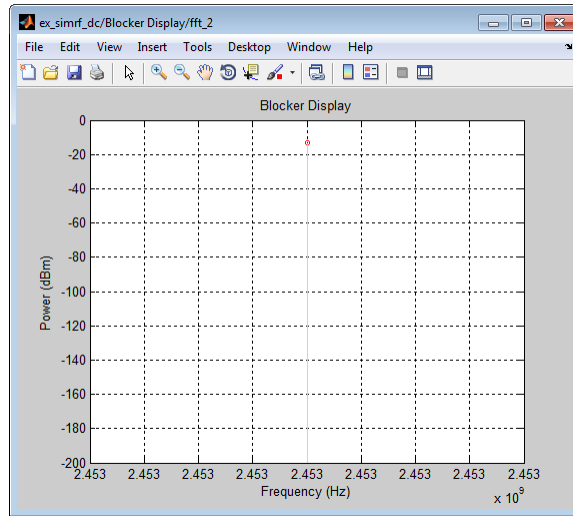 ex_simrf_dc/Blocker Display/fft_2
File Edit View Insert Tools Desktop Window Help
Blocker Display
0
-20
-40
-60
-80
-100
-120
-140
-160
-180
-200
Power (dBm)
2.453 2.453 2.453 2.453 2.453 2.453 2.453 2.453 2.453
Frequency (Hz)
x 10^9